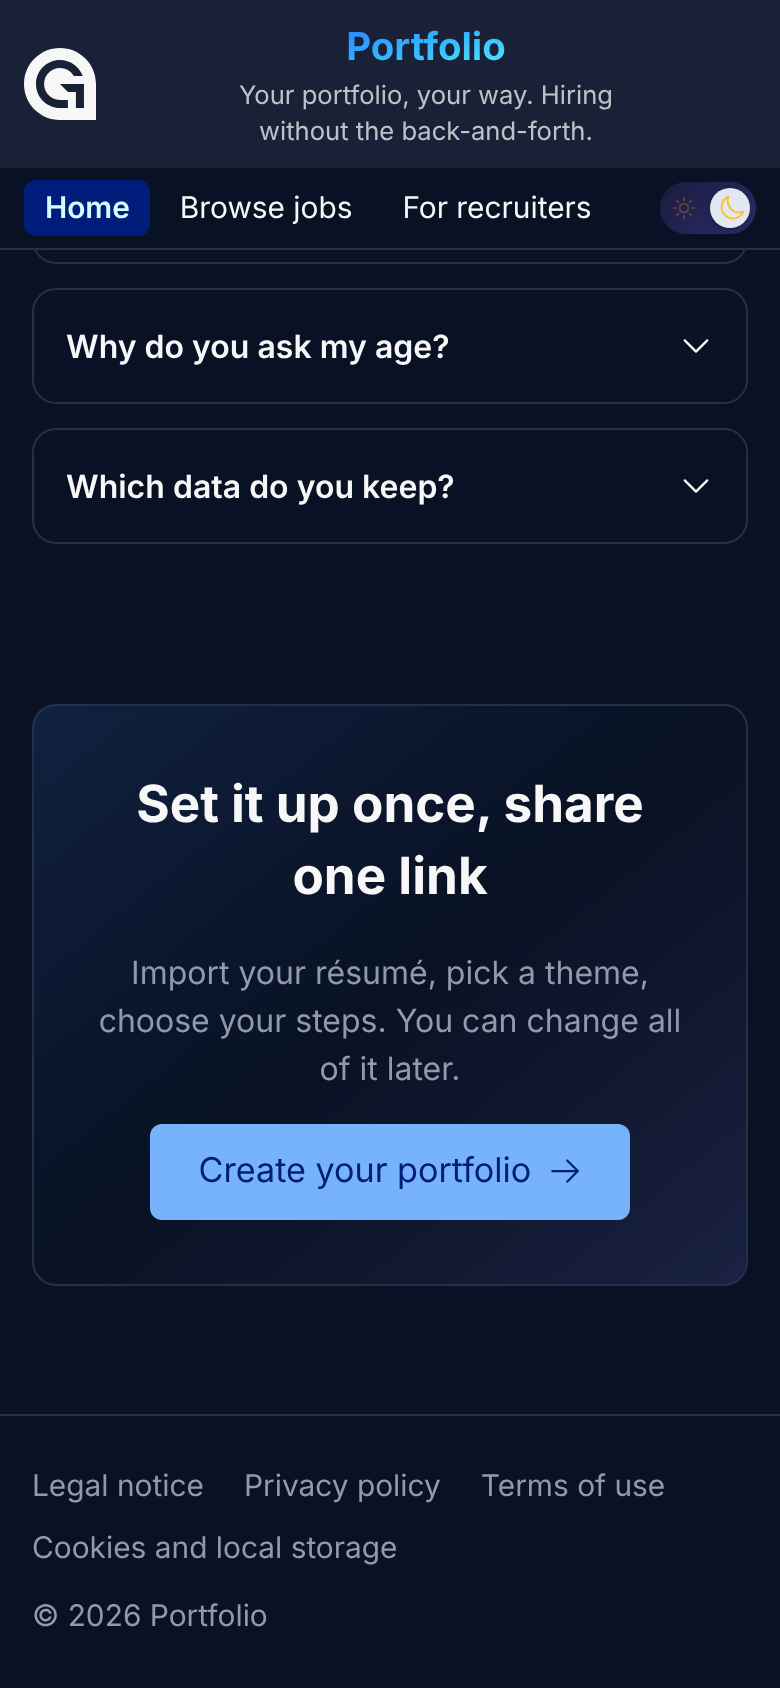 Portfolio
Your portfolio, your way. Hiring
without the back-and-forth.
Home Browse jobs For recruiters
Why do you ask my age?
Which data do you keep?
Set it up once, share
one link
Import your résumé, pick a theme,
choose your steps. You can change all
of it later.
Create your portfolio →
Legal notice Privacy policy Terms of use
Cookies and local storage
© 2026 Portfolio